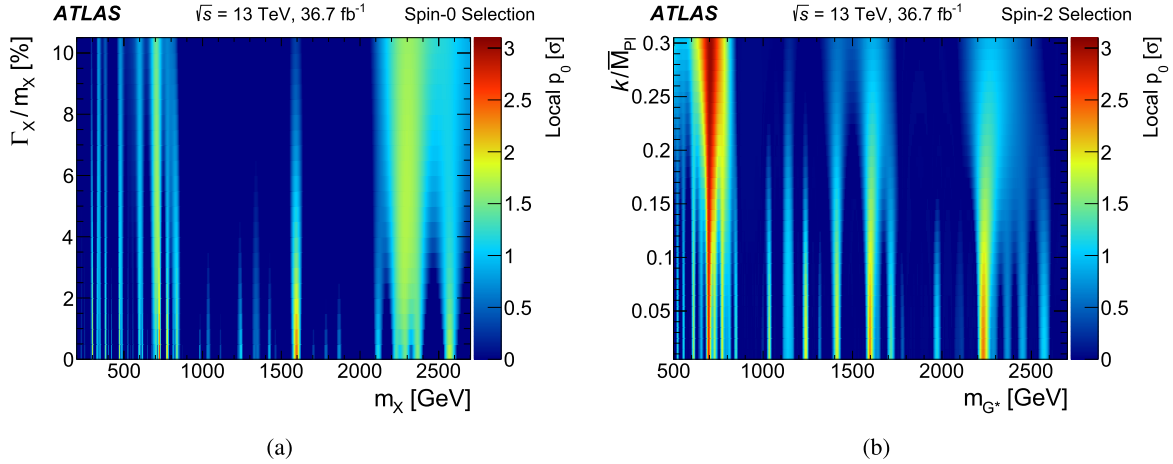 ATLAS √s = 13 TeV, 36.7 fb⁻¹ Spin-0 Selection
Γ_X / m_X [%]
10
8
6
4
2
0
500 1000 1500 2000 2500
m_X [GeV]
3
2.5
2
1.5
1
0.5
0
Local p₀ [σ]
(a)
ATLAS √s = 13 TeV, 36.7 fb⁻¹ Spin-2 Selection
k/M̅_Pl
0.3
0.25
0.2
0.15
0.1
0.05
500 1000 1500 2000 2500
m_G* [GeV]
3
2.5
2
1.5
1
0.5
0
Local p₀ [σ]
(b)